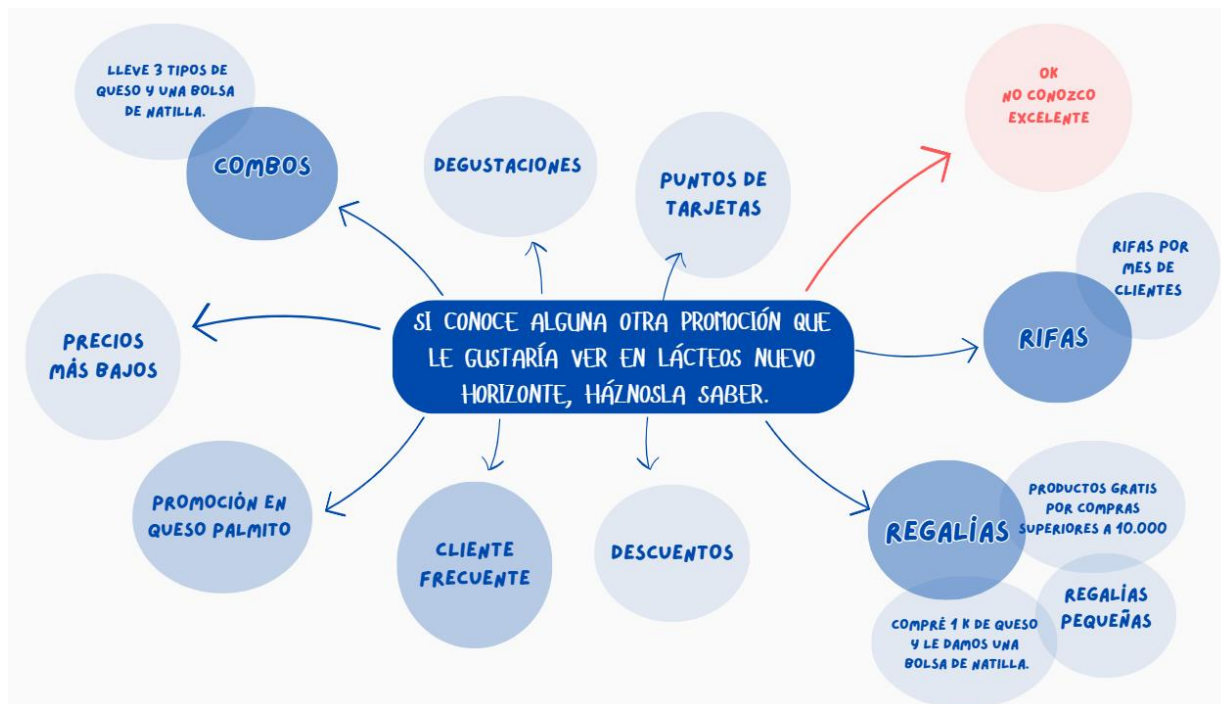 LLEVE 3 TIPOS DE
QUESO Y UNA BOLSA
DE NATILLA.
COMBOS
DEGUSTACIONES
PUNTOS DE
TARJETAS
OK
NO CONOZCO
EXCELENTE
RIFAS POR
MES DE
CLIENTES
RIFAS
PRECIOS
MÁS BAJOS
SI CONOCE ALGUNA OTRA PROMOCIÓN QUE
LE GUSTARÍA VER EN LÁCTEOS NUEVO
HORIZONTE, HÁZNOSLA SABER.
PROMOCIÓN EN
QUESO PALMITO
CLIENTE
FRECUENTE
DESCUENTOS
REGALÍAS
PRODUCTOS GRATIS
POR COMPRAS
SUPERIORES A 10.000
REGALÍAS
PEQUEÑAS
COMPRÉ 1 K DE QUESO
Y LE DAMOS UNA
BOLSA DE NATILLA.